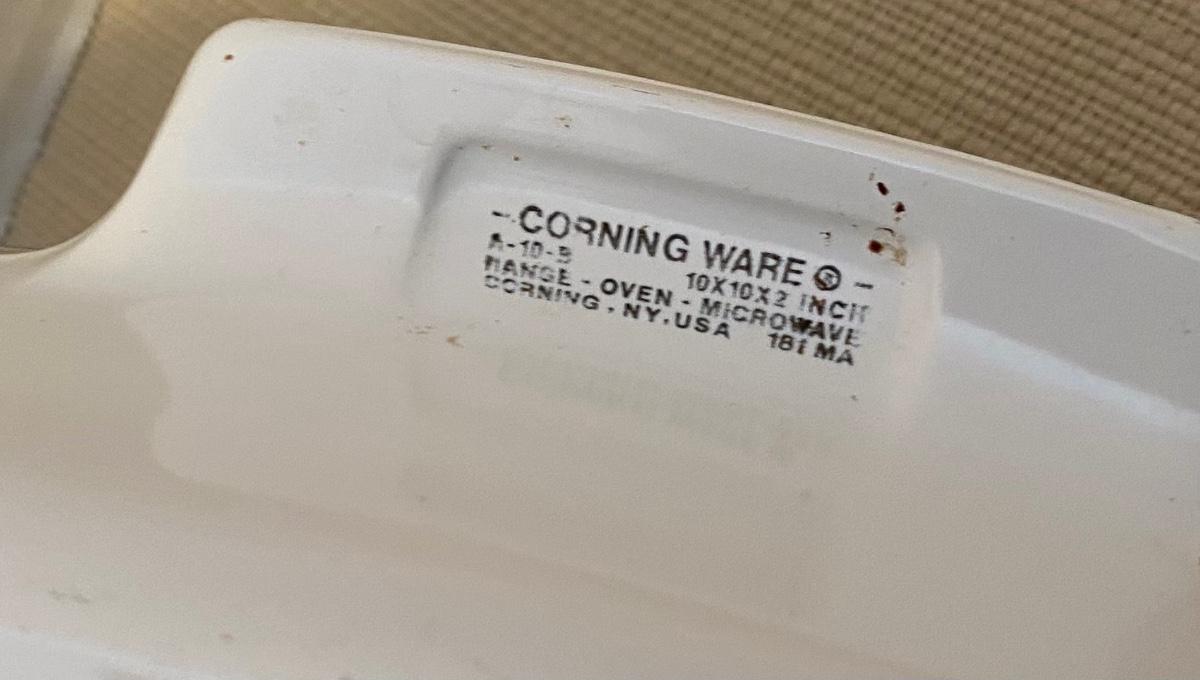 - CORNING WARE ® -
A-10-B 10X10X2 INCH
RANGE - OVEN - MICROWAVE
CORNING, NY, USA 181 MA